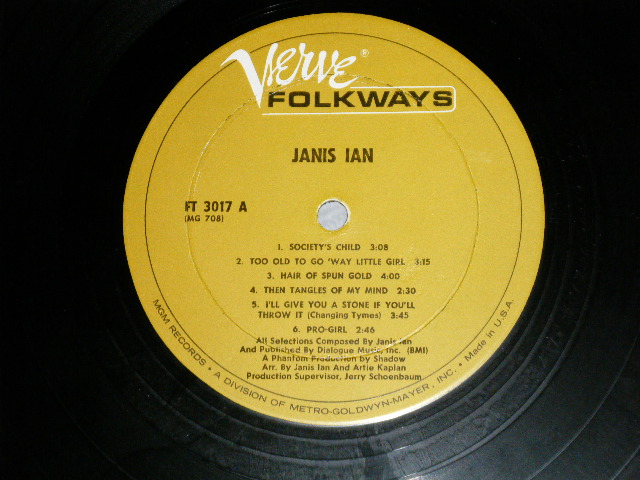 Verve®
FOLKWAYS
JANIS IAN
FT 3017 A
(MG 708)
1. SOCIETY'S CHILD 3:08
2. TOO OLD TO GO 'WAY LITTLE GIRL 3:15
3. HAIR OF SPUN GOLD 4:00
4. THEN TANGLES OF MY MIND 2:30
5. I'LL GIVE YOU A STONE IF YOU'LL
THROW IT (Changing Tymes) 3:45
6. PRO-GIRL 2:46
All Selections Composed By Janis Ian
And Published By Dialogue Music, Inc. (BMI)
A Phantom Production by Shadow
Arr. By Janis Ian And Artie Kaplan
Production Supervisor, Jerry Schoenbaum
MGM RECORDS • A DIVISION OF METRO-GOLDWYN-MAYER, INC. • Made in U.S.A.